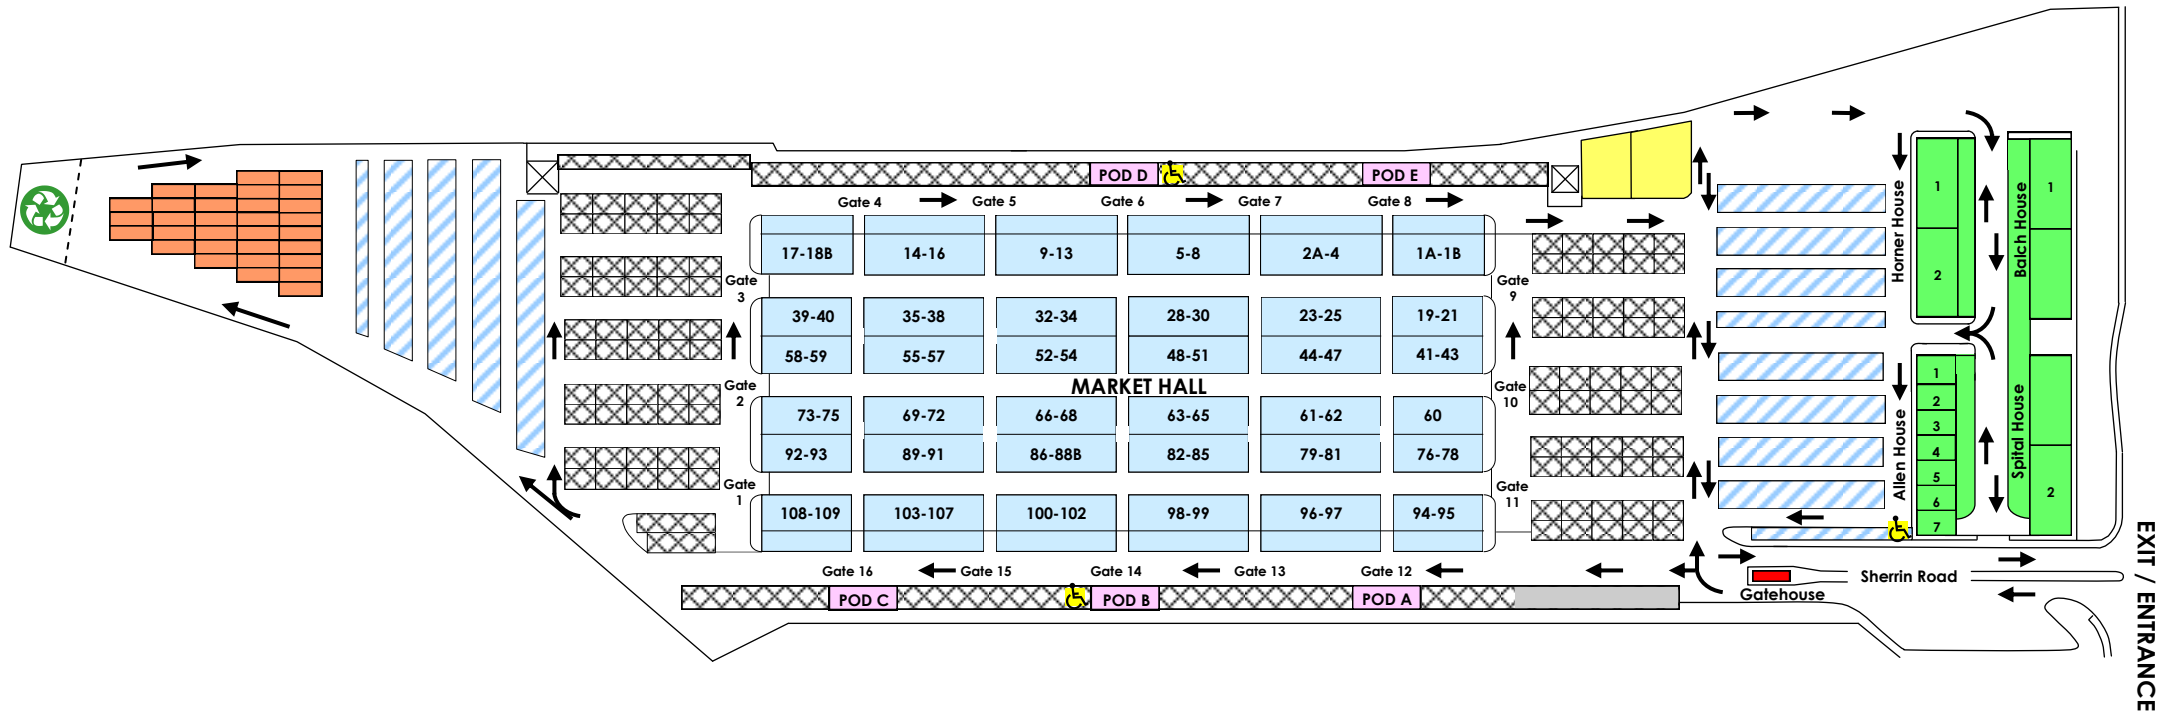 POD D
POD E
Gate 4
Gate 5
Gate 6
Gate 7
Gate 8
17-18B
14-16
9-13
5-8
2A-4
1A-1B
Gate
3
Gate
9
39-40
35-38
32-34
28-30
23-25
19-21
58-59
55-57
52-54
48-51
44-47
41-43
MARKET HALL
Gate
2
Gate
10
73-75
69-72
66-68
63-65
61-62
60
92-93
89-91
86-88B
82-85
79-81
76-78
Gate
1
Gate
11
108-109
103-107
100-102
98-99
96-97
94-95
Gate 16
Gate 15
Gate 14
Gate 13
Gate 12
POD C
POD B
POD A
Horner House
1
2
Balch House
1
Allen House
1
2
3
4
5
6
7
Spital House
2
Sherrin Road
Gatehouse
EXIT / ENTRANCE